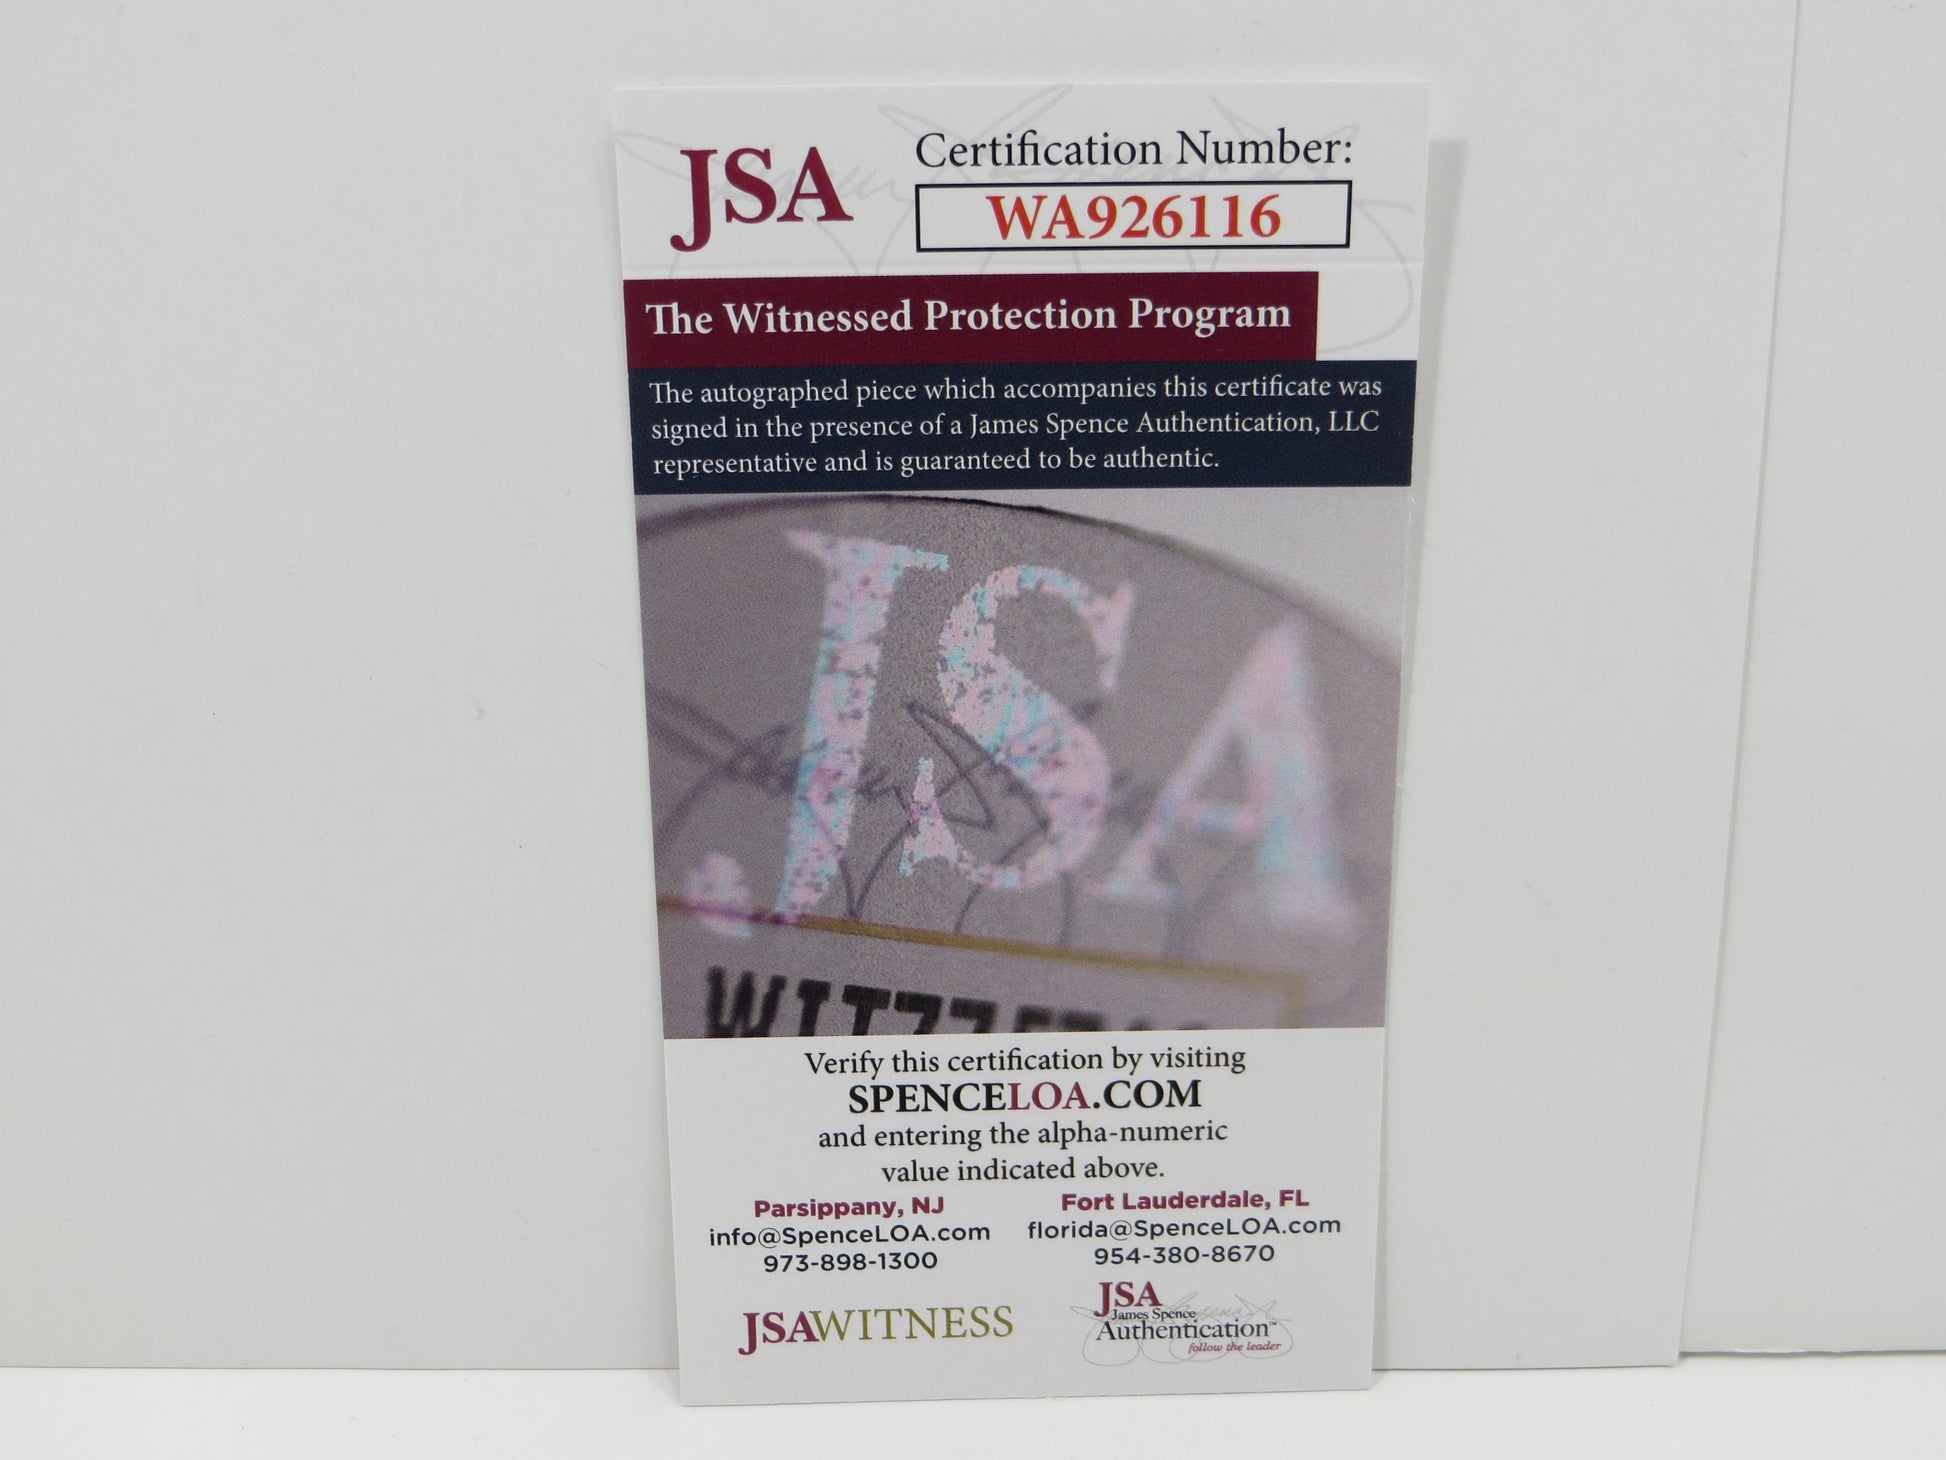 JSA
Certification Number:
WA926116
The Witnessed Protection Program
The autographed piece which accompanies this certificate was
signed in the presence of a James Spence Authentication, LLC
representative and is guaranteed to be authentic.
JSA
Verify this certification by visiting
SPENCELOA.COM
and entering the alpha-numeric
value indicated above.
Parsippany, NJ
info@SpenceLOA.com
973-898-1300
Fort Lauderdale, FL
florida@SpenceLOA.com
954-380-8670
JSAWITNESS
JSA
James Spence
Authentication™
follow the leader